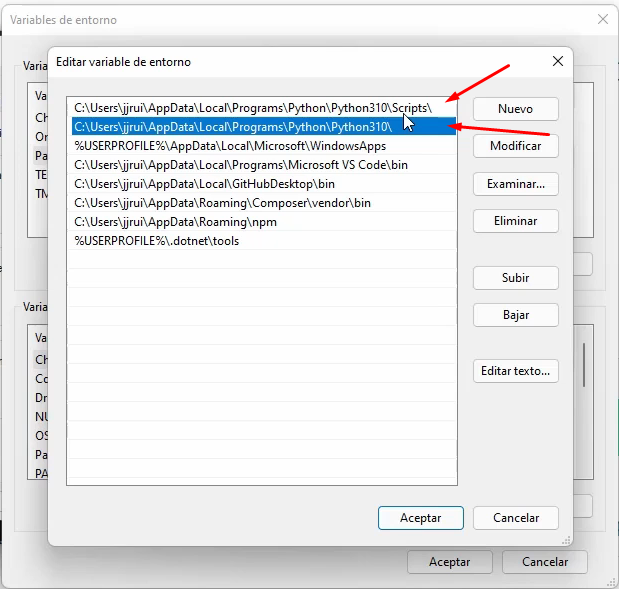 Variables de entorno
Editar variable de entorno
C:\Users\jjrui\AppData\Local\Programs\Python\Python310\Scripts\
C:\Users\jjrui\AppData\Local\Programs\Python\Python310\
%USERPROFILE%\AppData\Local\Microsoft\WindowsApps
C:\Users\jjrui\AppData\Local\Programs\Microsoft VS Code\bin
C:\Users\jjrui\AppData\Local\GitHubDesktop\bin
C:\Users\jjrui\AppData\Roaming\Composer\vendor\bin
C:\Users\jjrui\AppData\Roaming\npm
%USERPROFILE%\.dotnet\tools
Nuevo
Modificar
Examinar...
Eliminar
Subir
Bajar
Editar texto...
Aceptar
Cancelar
Varia
Va
Ch
Or
Pa
TE
TM
Varia
Va
Ch
Co
Dr
NU
OS
Pa
PA
Aceptar
Cancelar